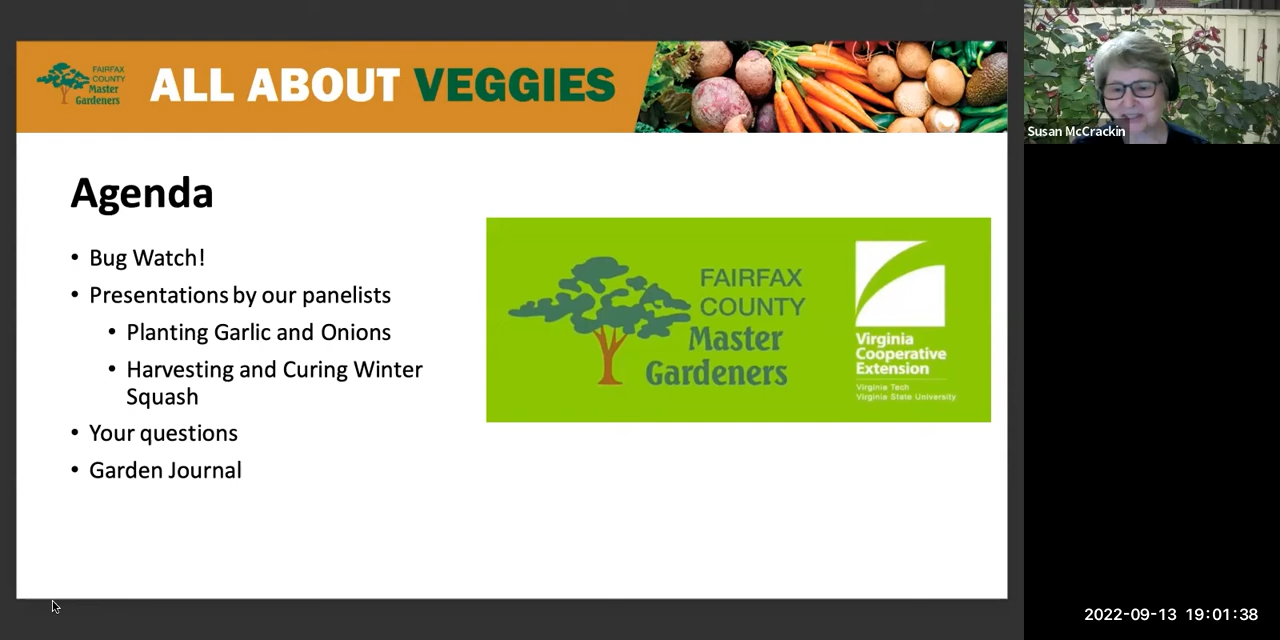 FAIRFAX
COUNTY
Master
Gardeners
ALL ABOUT VEGGIES
Susan McCrackin
Agenda
• Bug Watch!
• Presentations by our panelists
• Planting Garlic and Onions
• Harvesting and Curing Winter
Squash
• Your questions
• Garden Journal
FAIRFAX
COUNTY
Master
Gardeners
Virginia
Cooperative
Extension
Virginia Tech
Virginia State University
2022-09-13 19:01:38